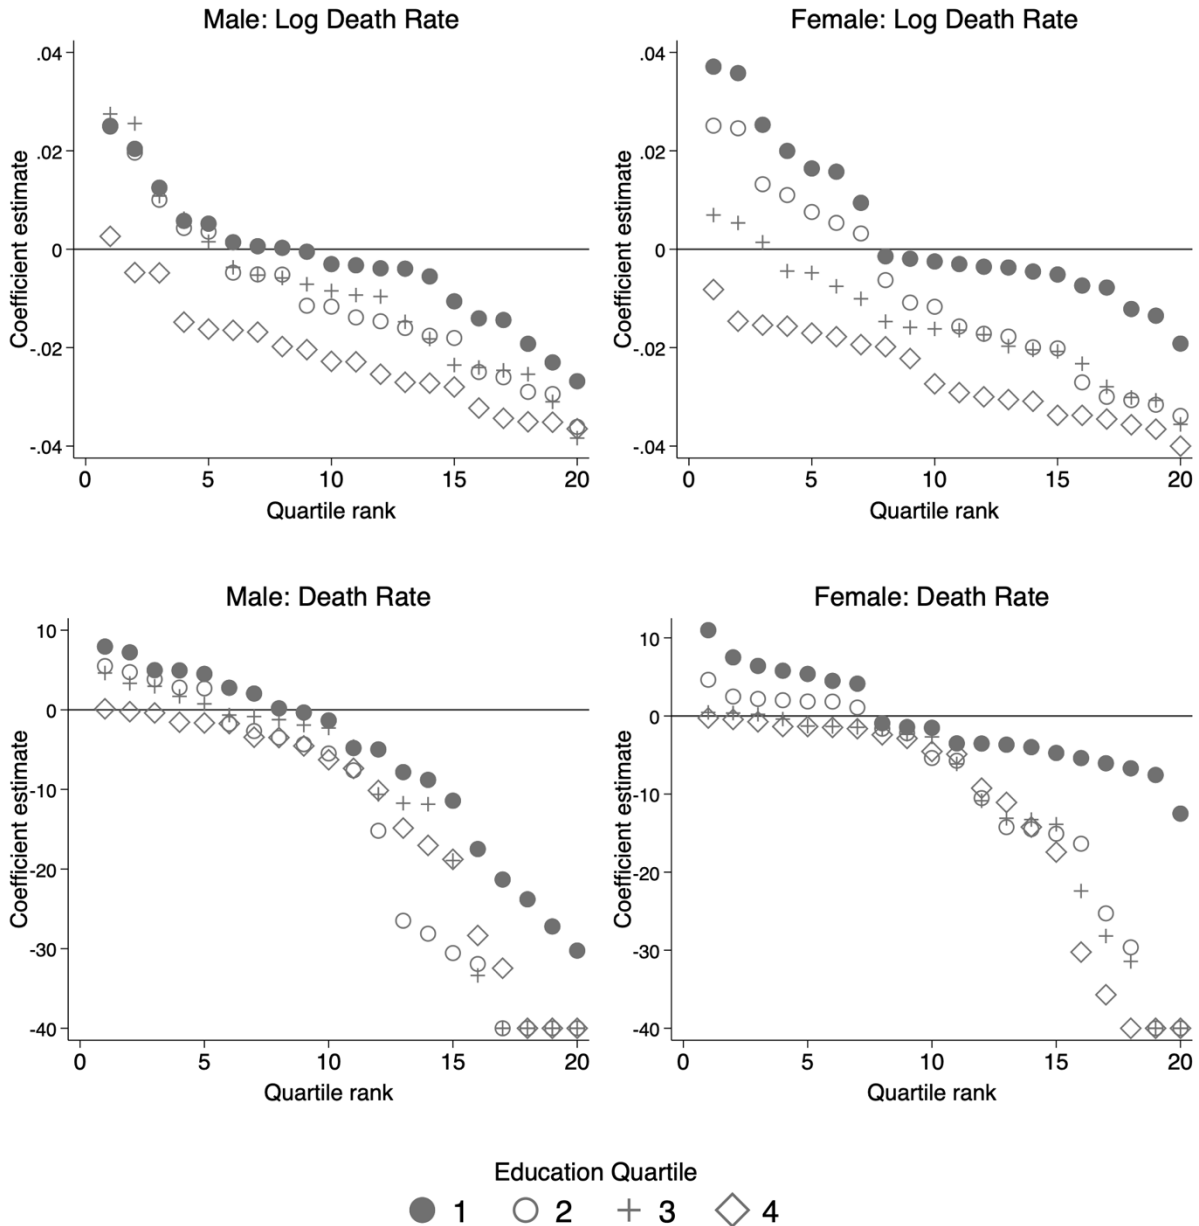 Male: Log Death Rate
Coefficient estimate
.04
.02
0
-.02
-.04
0 5 10 15 20
Quartile rank
Female: Log Death Rate
Coefficient estimate
.04
.02
0
-.02
-.04
0 5 10 15 20
Quartile rank
Male: Death Rate
Coefficient estimate
10
0
-10
-20
-30
-40
0 5 10 15 20
Quartile rank
Female: Death Rate
Coefficient estimate
10
0
-10
-20
-30
-40
0 5 10 15 20
Quartile rank
Education Quartile
1 2 3 4